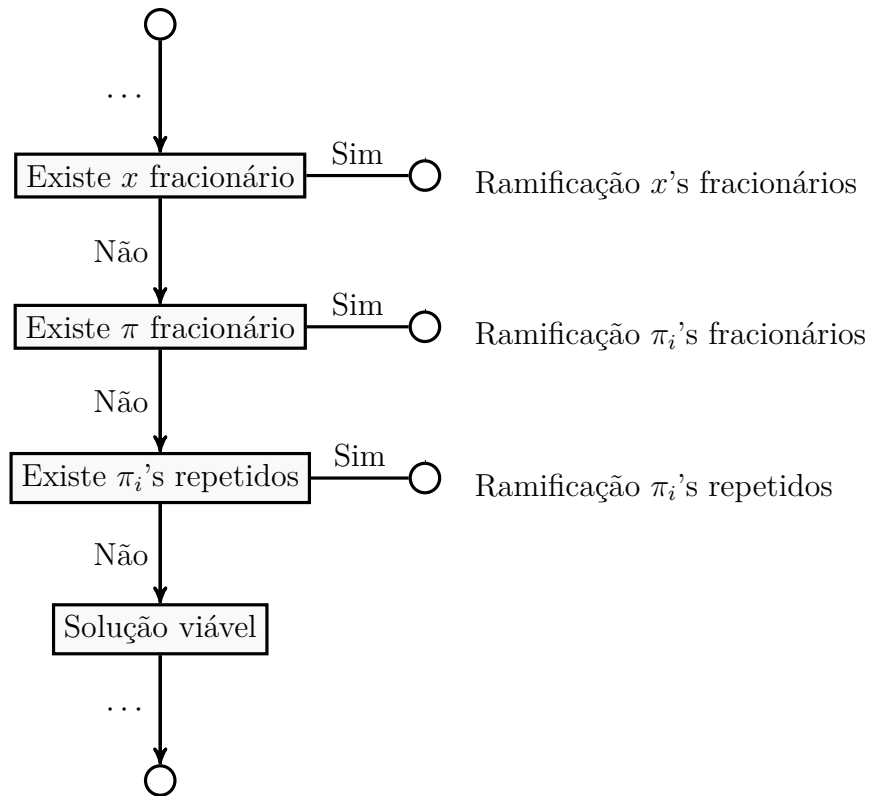 ...
Existe x fracionário
Sim
Ramificação x's fracionários
Não
Existe π fracionário
Sim
Ramificação πᵢ's fracionários
Não
Existe πᵢ's repetidos
Sim
Ramificação πᵢ's repetidos
Não
Solução viável
...